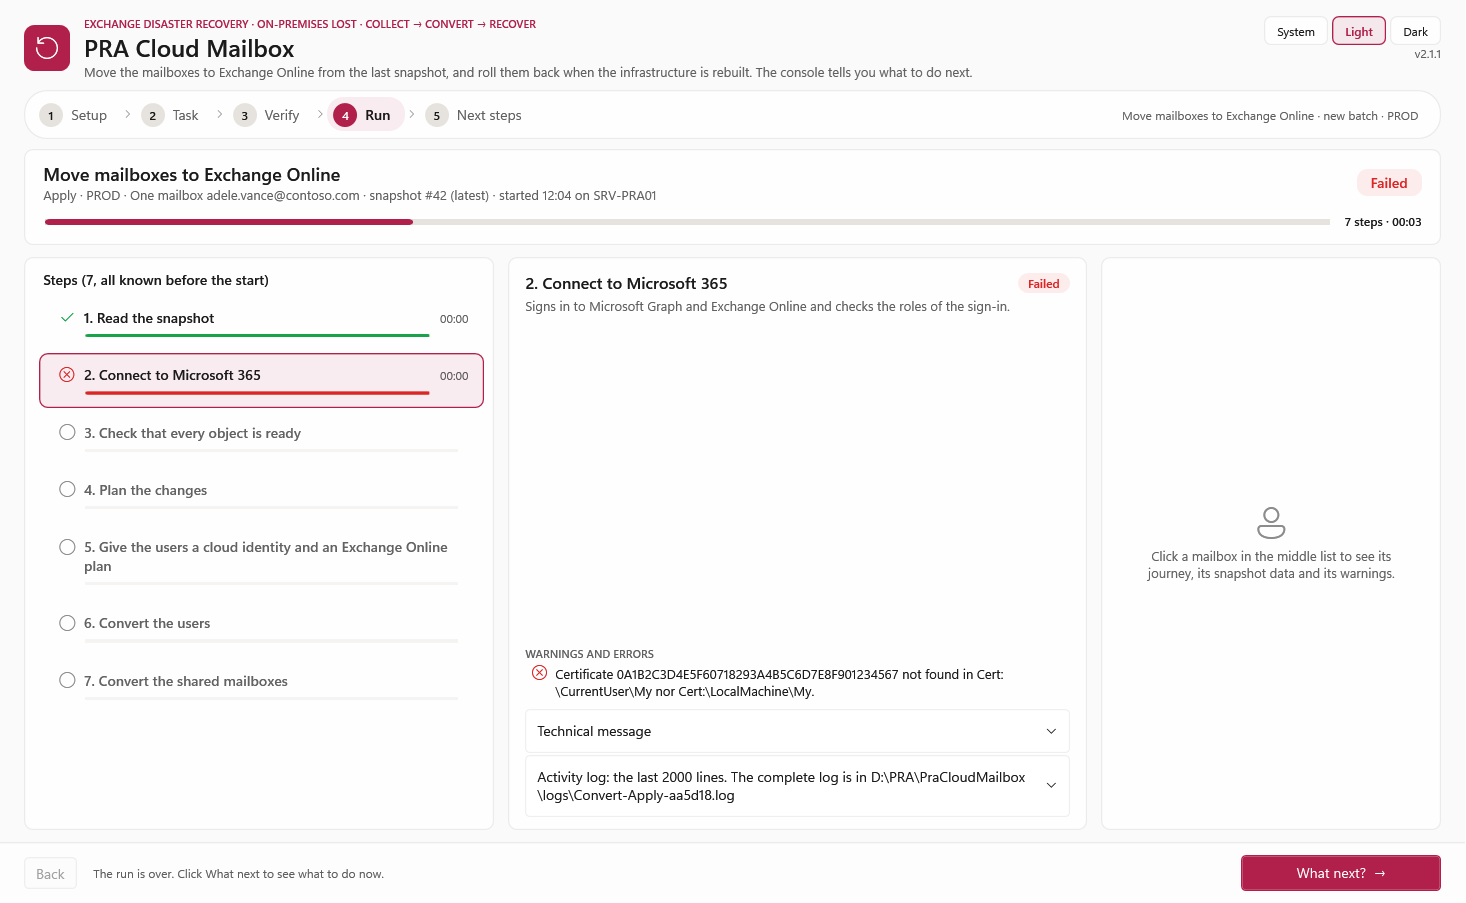 EXCHANGE DISASTER RECOVERY · ON-PREMISES LOST · COLLECT → CONVERT → RECOVER
PRA Cloud Mailbox
Move the mailboxes to Exchange Online from the last snapshot, and roll them back when the infrastructure is rebuilt. The console tells you what to do next.
System
Light
Dark
v2.1.1
1 Setup
2 Task
3 Verify
4 Run
5 Next steps
Move mailboxes to Exchange Online · new batch · PROD
Move mailboxes to Exchange Online
Apply · PROD · One mailbox adele.vance@contoso.com · snapshot #42 (latest) · started 12:04 on SRV-PRA01
Failed
7 steps · 00:03
Steps (7, all known before the start)
1. Read the snapshot
00:00
2. Connect to Microsoft 365
00:00
3. Check that every object is ready
4. Plan the changes
5. Give the users a cloud identity and an Exchange Online
plan
6. Convert the users
7. Convert the shared mailboxes
2. Connect to Microsoft 365
Failed
Signs in to Microsoft Graph and Exchange Online and checks the roles of the sign-in.
WARNINGS AND ERRORS
Certificate 0A1B2C3D4E5F60718293A4B5C6D7E8F901234567 not found in Cert:
\CurrentUser\My nor Cert:\LocalMachine\My.
Technical message
Activity log: the last 2000 lines. The complete log is in D:\PRA\PraCloudMailbox
\logs\Convert-Apply-aa5d18.log
Click a mailbox in the middle list to see its
journey, its snapshot data and its warnings.
Back
The run is over. Click What next to see what to do now.
What next? →